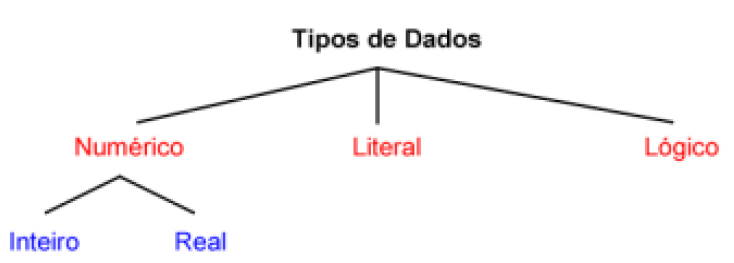 Tipos de Dados
Numérico Literal Lógico
Inteiro Real